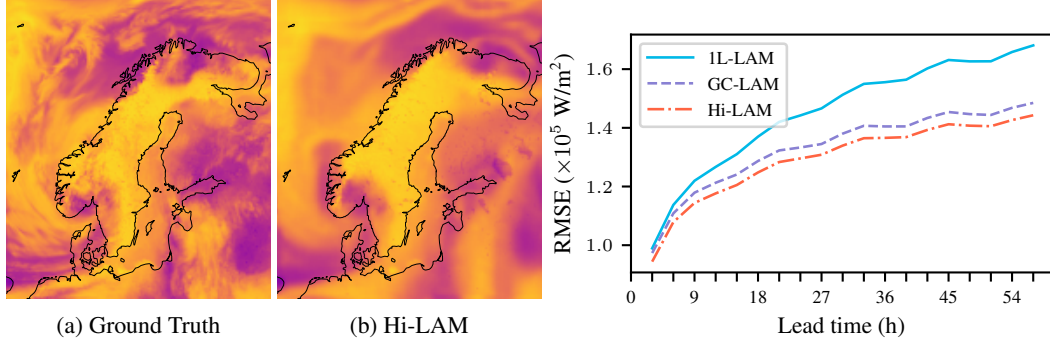 (a) Ground Truth
(b) Hi-LAM
RMSE (×10⁵ W/m²)
1.6
1.4
1.2
1.0
1L-LAM
GC-LAM
Hi-LAM
0 9 18 27 36 45 54
Lead time (h)